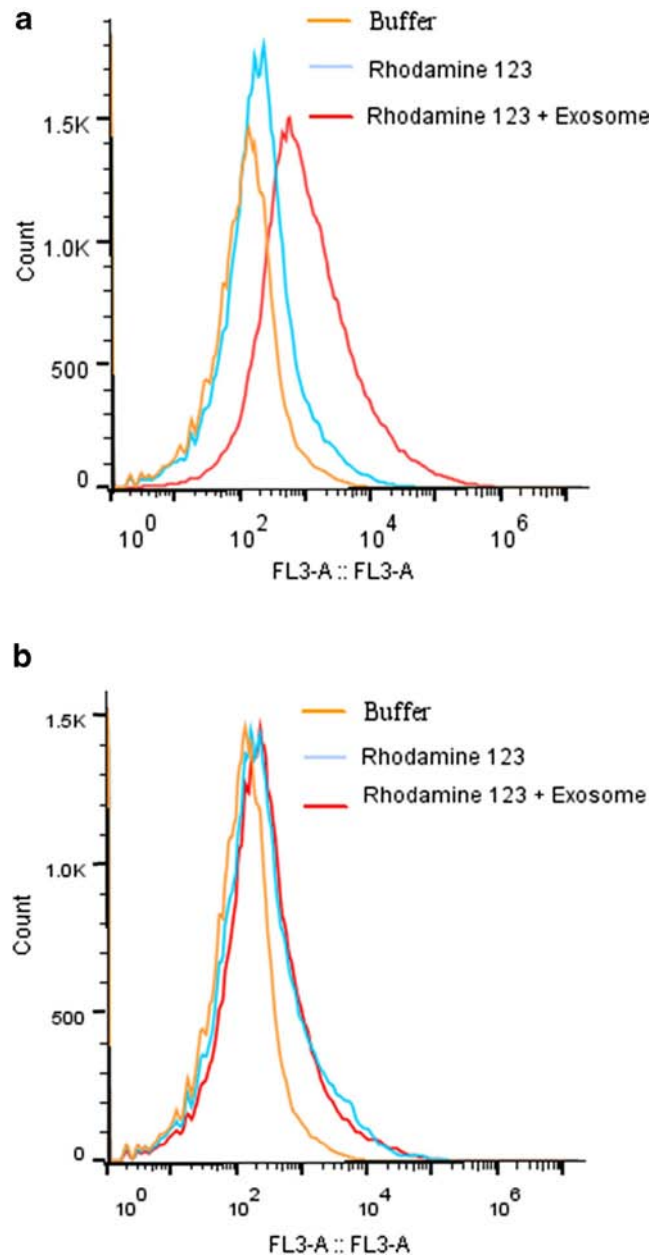 a
Buffer
Rhodamine 123
Rhodamine 123 + Exosome
1.5K
1.0K
500
0
Count
10^0 10^2 10^4 10^6
FL3-A :: FL3-A
b
Buffer
Rhodamine 123
Rhodamine 123 + Exosome
1.5K
1.0K
500
0
Count
10^0 10^2 10^4 10^6
FL3-A :: FL3-A